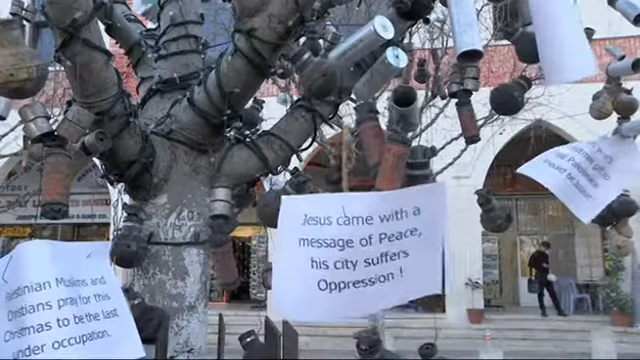 Jesus came with a
message of Peace,
his city suffers
Oppression !
Palestinian Muslims and
Christians pray for this
Christmas to be the last
under occupation.